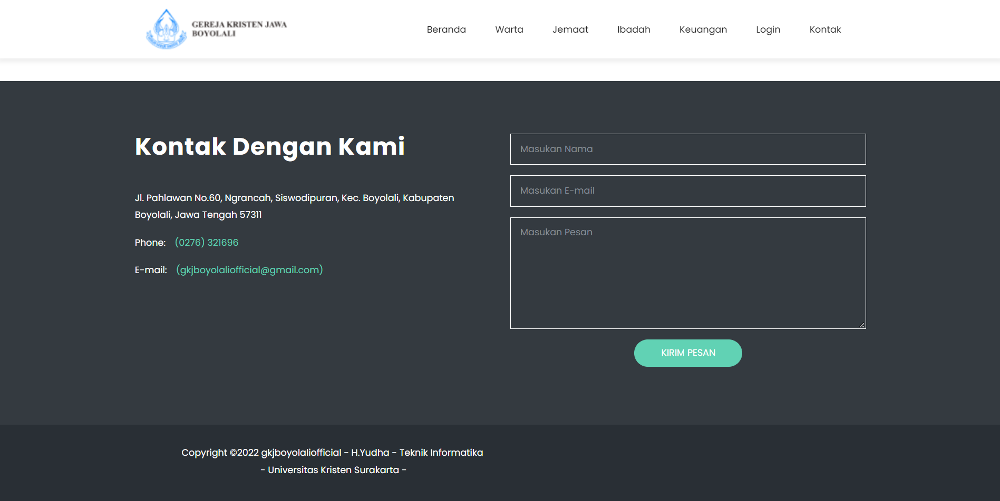 GEREJA KRISTEN JAWA
BOYOLALI
Beranda
Warta
Jemaat
Ibadah
Keuangan
Login
Kontak
Kontak Dengan Kami
Jl. Pahlawan No.60, Ngrancah, Siswodipuran, Kec. Boyolali, Kabupaten
Boyolali, Jawa Tengah 57311
Phone: (0276) 321696
E-mail: (gkjboyolaliofficial@gmail.com)
Masukan Nama
Masukan E-mail
Masukan Pesan
KIRIM PESAN
Copyright ©2022 gkjboyolaliofficial - H.Yudha - Teknik Informatika
- Universitas Kristen Surakarta -